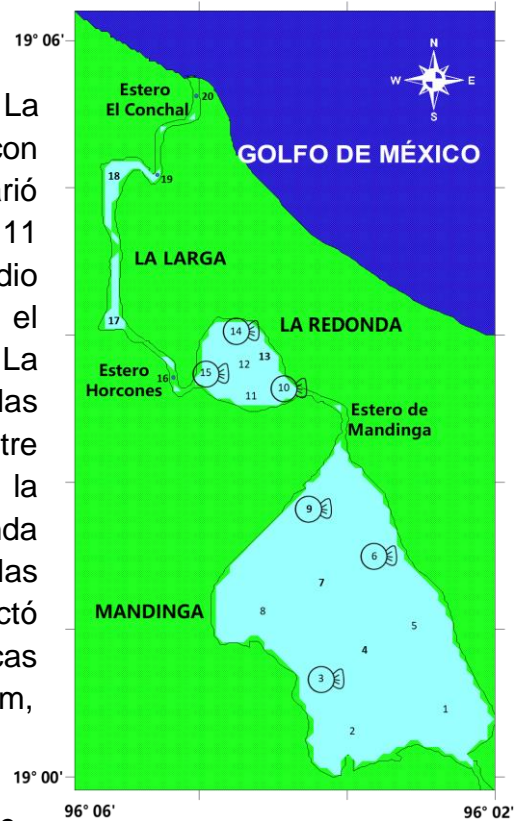 19° 06'
N
W E
S
Estero
El Conchal
20
GOLFO DE MÉXICO
La
con
arió
11
dio
el
La
las
tre
la
nda
las
ctó
cas
m,
18
19
LA LARGA
17
LA REDONDA
14
13
12
15
16
Estero
Horcones
10
11
Estero de
Mandinga
9
6
7
MANDINGA
8
5
4
3
1
2
19° 00'
96° 06'
96° 02'